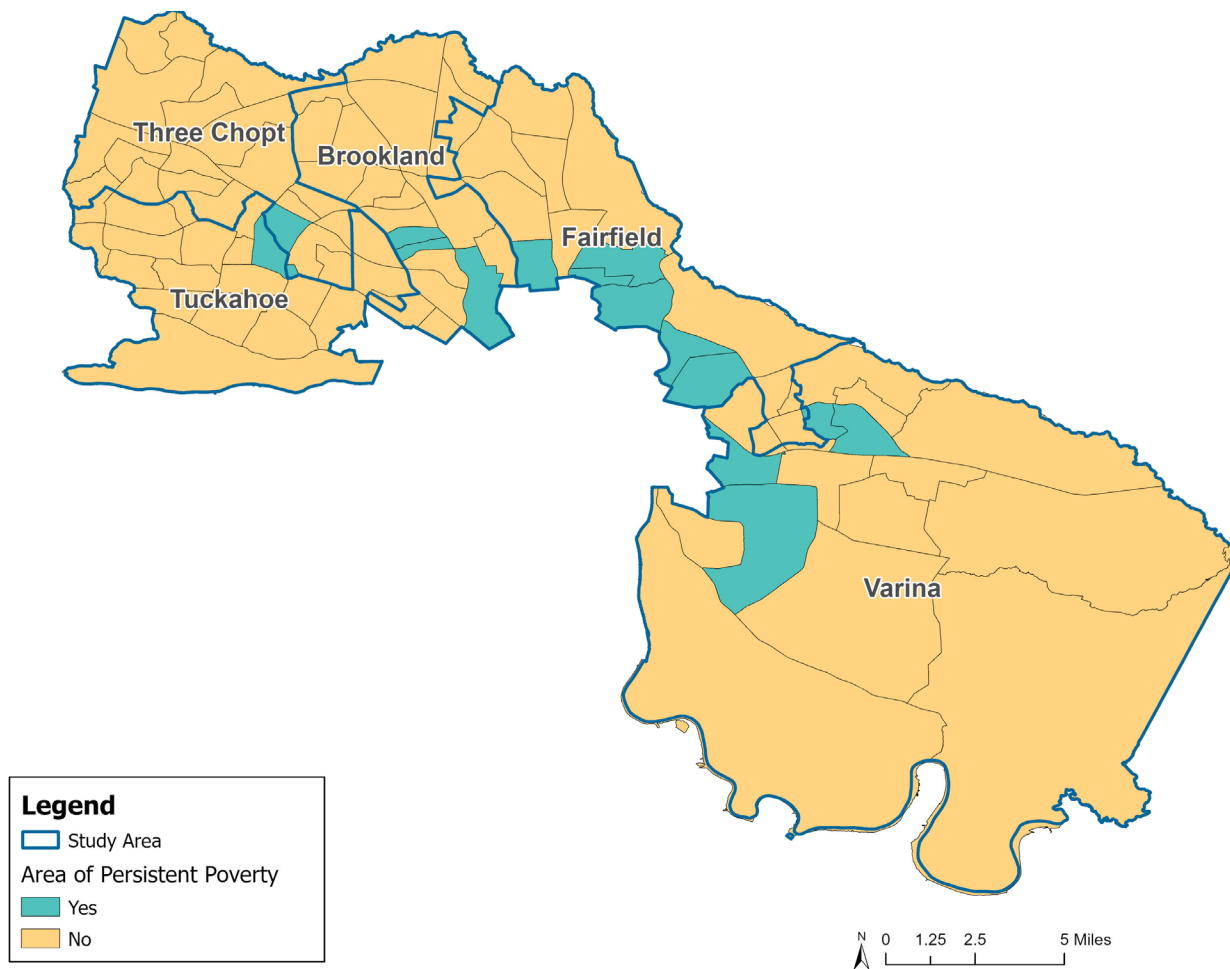 Three Chopt
Brookland
Fairfield
Tuckahoe
Varina
Legend
Study Area
Area of Persistent Poverty
Yes
No
N
0 1.25 2.5 5 Miles